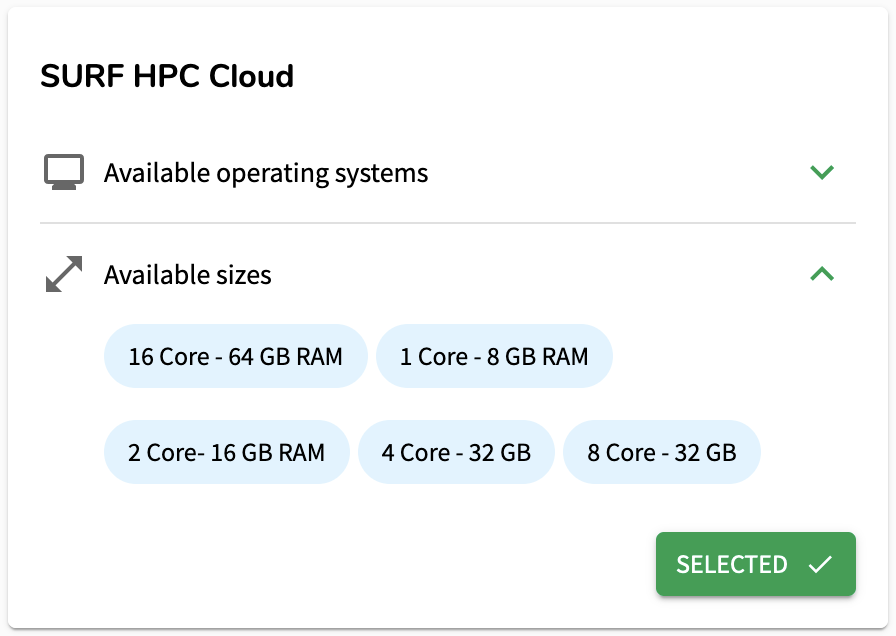 SURF HPC Cloud
Available operating systems
Available sizes
16 Core - 64 GB RAM 1 Core - 8 GB RAM
2 Core- 16 GB RAM 4 Core - 32 GB 8 Core - 32 GB
SELECTED